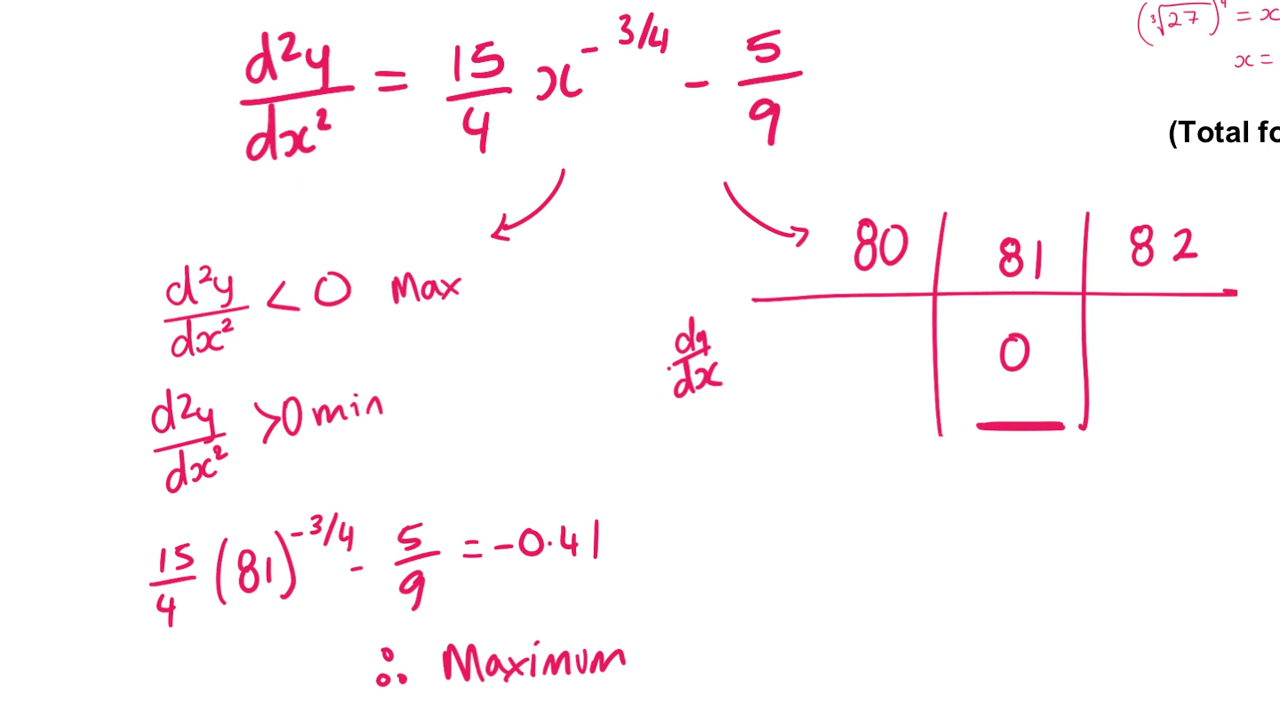 d²y/dx² = 15/4 x^(-3/4) - 5/9
(³√27)⁴ = x
x =
(Total fo
d²y/dx² < 0 Max
d²y/dx² >0 min
15/4 (81)^(-3/4) - 5/9 = -0.41
∴ Maximum
80 81 82
dy/dx 0